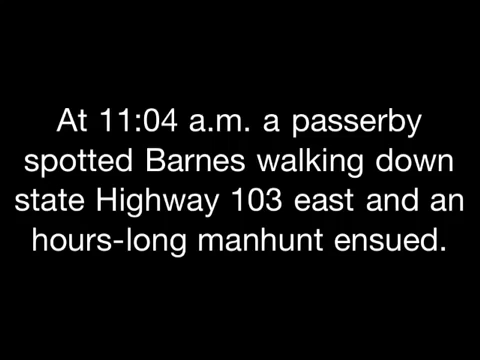 At 11:04 a.m. a passerby
spotted Barnes walking down
state Highway 103 east and an
hours-long manhunt ensued.